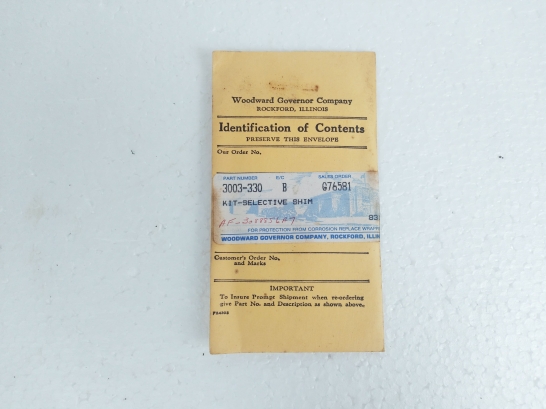 Woodward Governor Company
ROCKFORD, ILLINOIS
Identification of Contents
PRESERVE THIS ENVELOPE
Our Order No.
PART NUMBER R/C SALES ORDER
3003-330 B G76581
KIT-SELECTIVE SHIM
93
FOR PROTECTION FROM CORROSION REPLACE WRAPP
WOODWARD GOVERNOR COMPANY, ROCKFORD, ILLI
Customer's Order No.
and Marks
IMPORTANT
To Insure Prompt Shipment when re-ordering
give Part No. and Description as shown above.